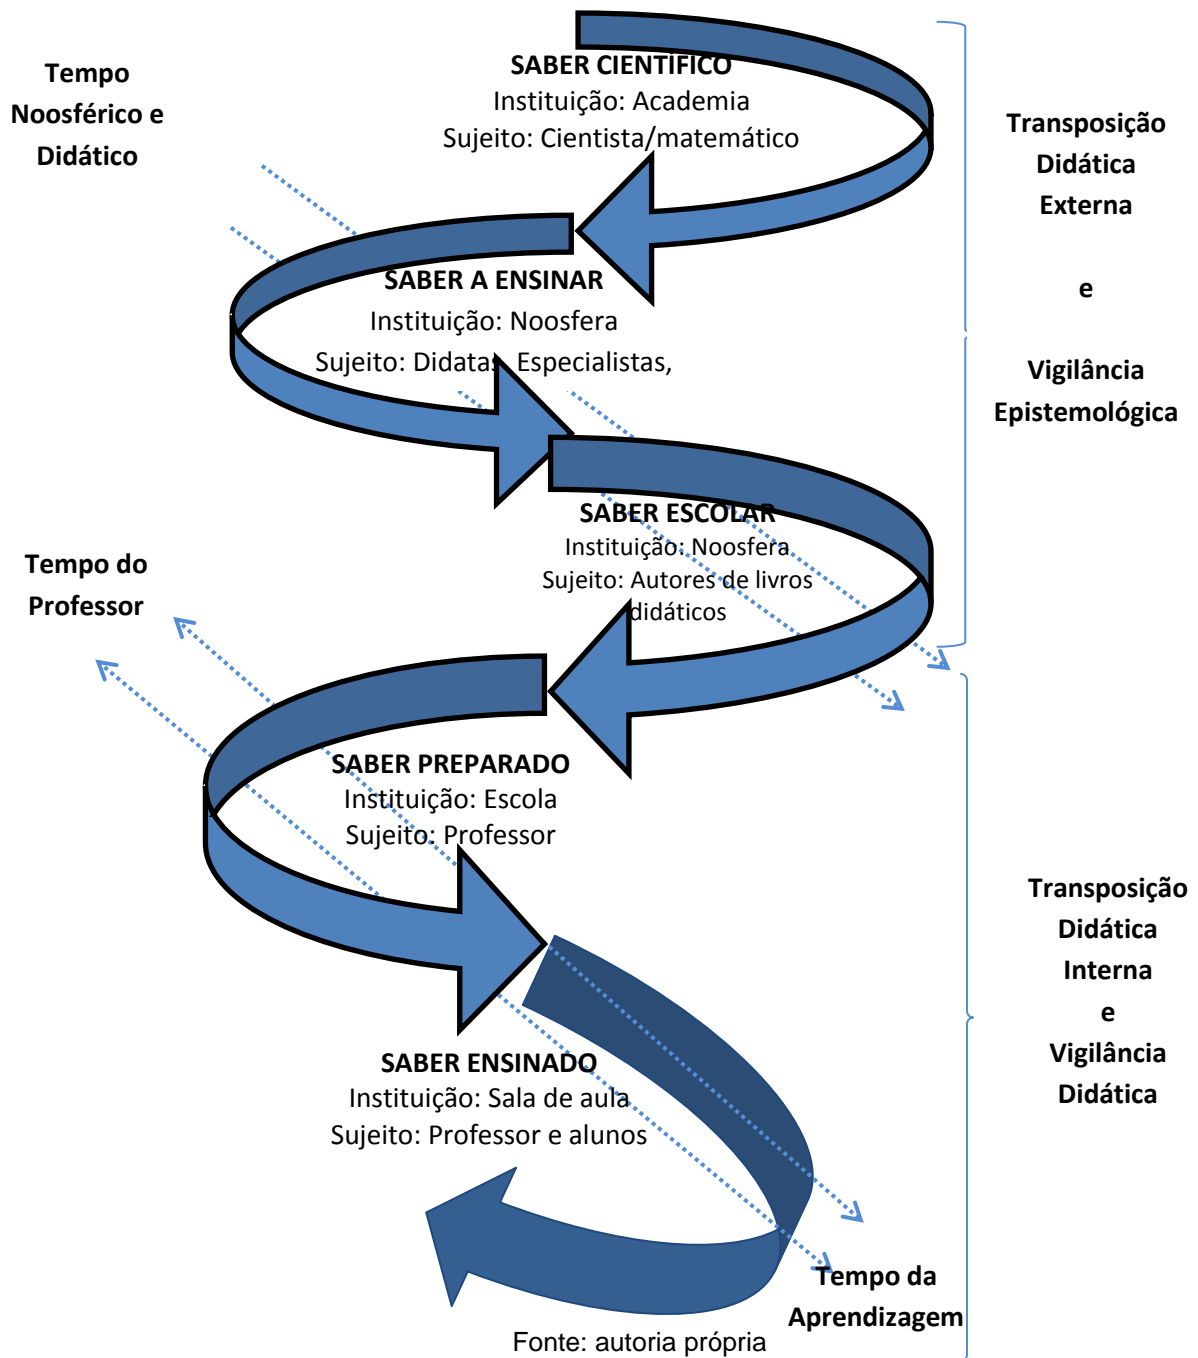 Tempo
Noosférico e
Didático
SABER CIENTÍFICO
Instituição: Academia
Sujeito: Cientista/matemático
Transposição
Didática
Externa
e
Vigilância
Epistemológica
SABER A ENSINAR
Instituição: Noosfera
Sujeito: Didatas, Especialistas,
SABER ESCOLAR
Instituição: Noosfera
Sujeito: Autores de livros
didáticos
Tempo do
Professor
SABER PREPARADO
Instituição: Escola
Sujeito: Professor
Transposição
Didática
Interna
e
Vigilância
Didática
SABER ENSINADO
Instituição: Sala de aula
Sujeito: Professor e alunos
Tempo da
Aprendizagem
Fonte: autoria própria